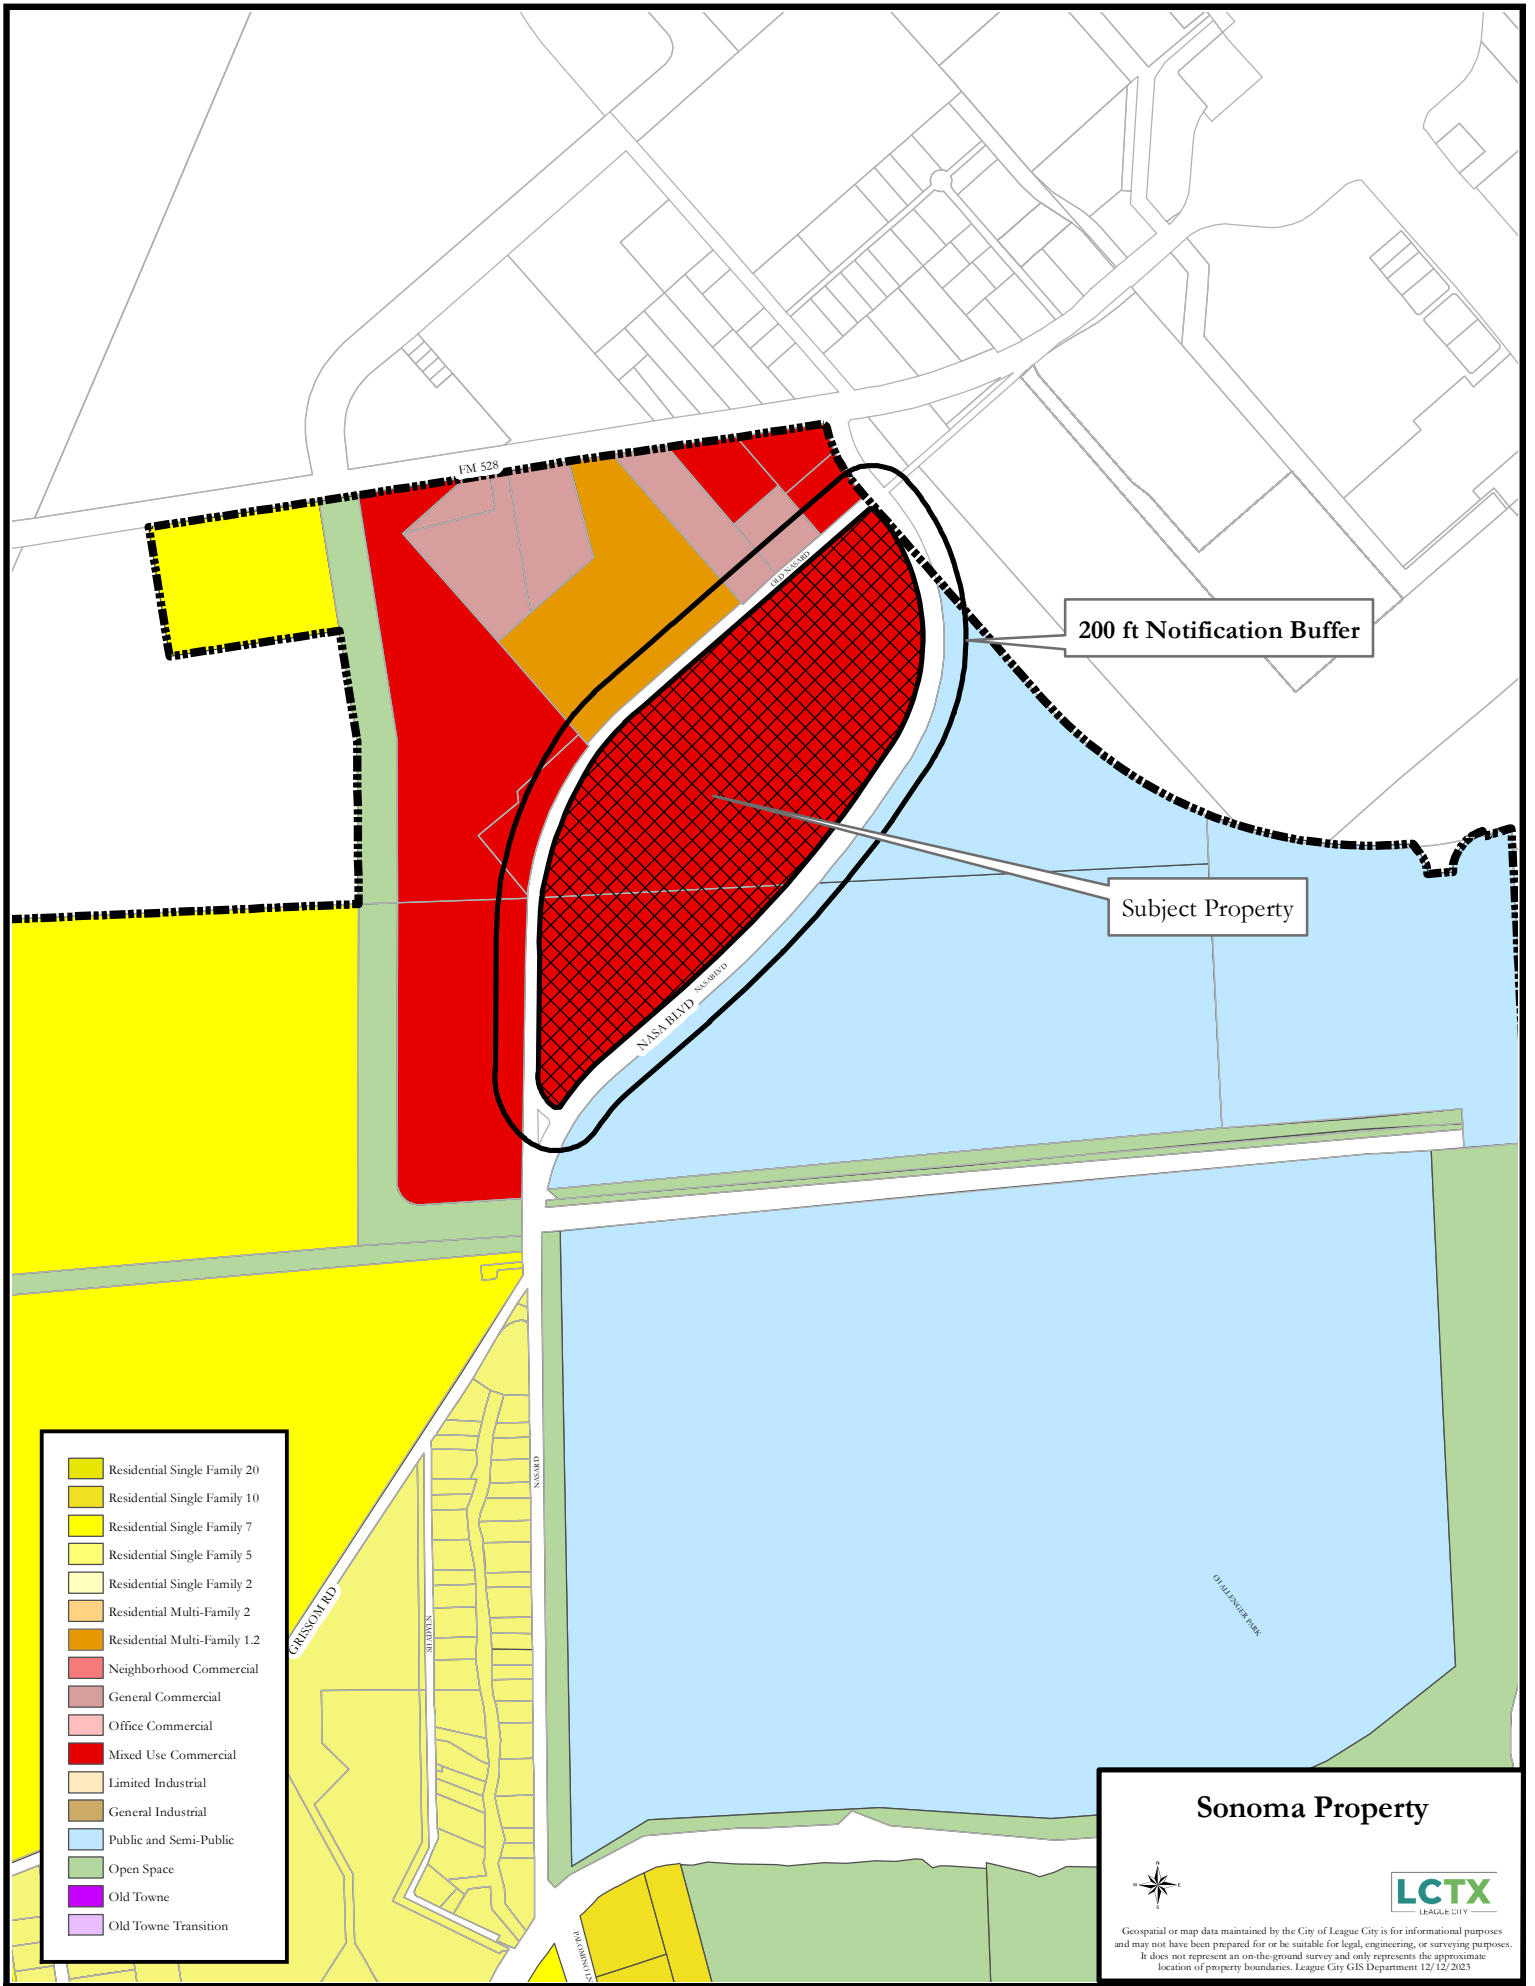 FM 528
OLD NASA RD
200 ft Notification Buffer
Subject Property
NASA BLVD
NASA BLVD
NASA RD
GRISSOM RD
SHADY LN
CHALLENGER PARK
PALOMINO LN
Residential Single Family 20
Residential Single Family 10
Residential Single Family 7
Residential Single Family 5
Residential Single Family 2
Residential Multi-Family 2
Residential Multi-Family 1.2
Neighborhood Commercial
General Commercial
Office Commercial
Mixed Use Commercial
Limited Industrial
General Industrial
Public and Semi-Public
Open Space
Old Towne
Old Towne Transition
Sonoma Property
N
W E
S
LCTX
LEAGUE CITY
Geospatial or map data maintained by the City of League City is for informational purposes
and may not have been prepared for or be suitable for legal, engineering, or surveying purposes.
It does not represent an on-the-ground survey and only represents the approximate
location of property boundaries. League City GIS Department 12/12/2023